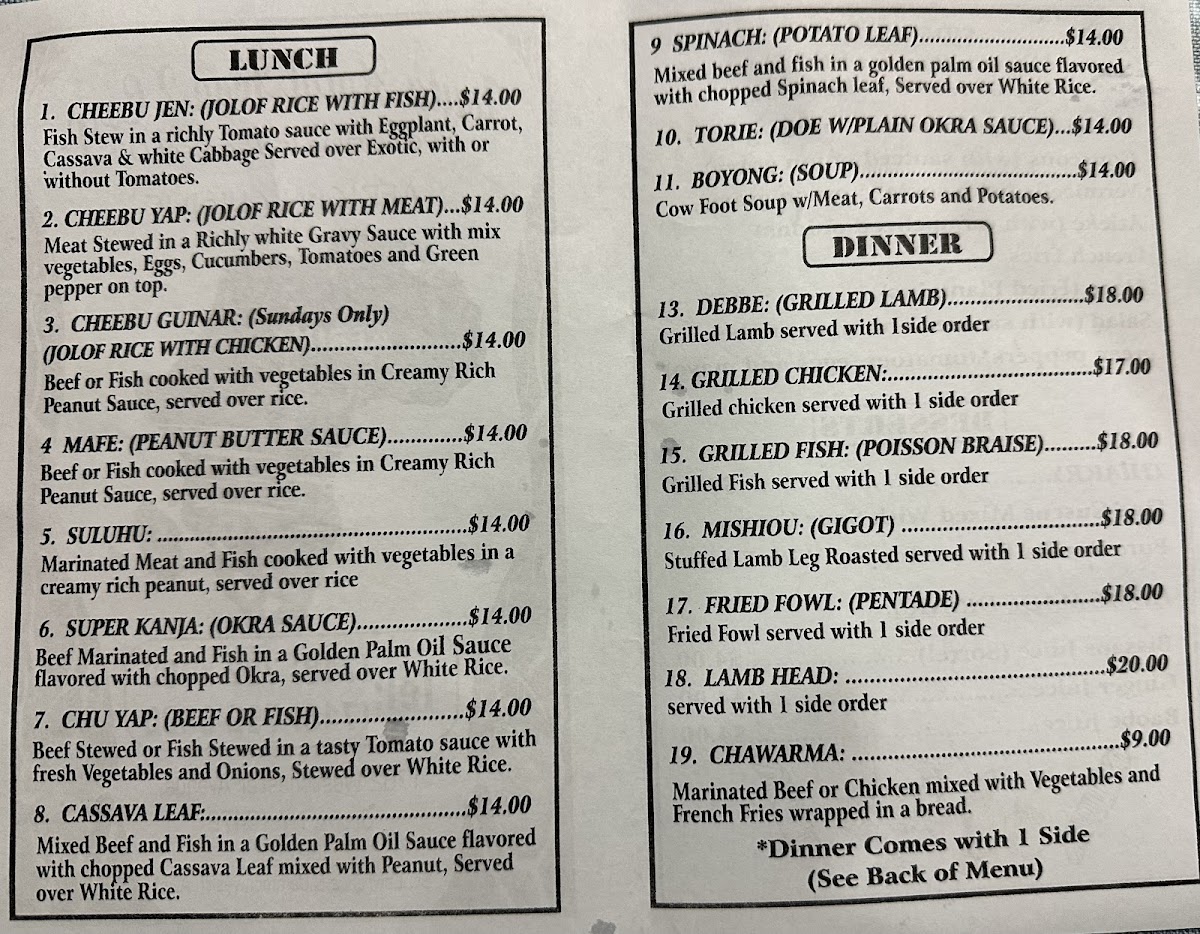 LUNCH
1. CHEEBU JEN: (JOLOF RICE WITH FISH)....$14.00
Fish Stew in a richly Tomato sauce with Eggplant, Carrot,
Cassava & white Cabbage Served over Exotic, with or
without Tomatoes.
2. CHEEBU YAP: (JOLOF RICE WITH MEAT)...$14.00
Meat Stewed in a Richly white Gravy Sauce with mix
vegetables, Eggs, Cucumbers, Tomatoes and Green
pepper on top.
3. CHEEBU GUINAR: (Sundays Only)
(JOLOF RICE WITH CHICKEN)..........................$14.00
Beef or Fish cooked with vegetables in Creamy Rich
Peanut Sauce, served over rice.
4 MAFE: (PEANUT BUTTER SAUCE).............$14.00
Beef or Fish cooked with vegetables in Creamy Rich
Peanut Sauce, served over rice.
5. SULUHU: ......................................................$14.00
Marinated Meat and Fish cooked with vegetables in a
creamy rich peanut, served over rice
6. SUPER KANJA: (OKRA SAUCE)...................$14.00
Beef Marinated and Fish in a Golden Palm Oil Sauce
flavored with chopped Okra, served over White Rice.
7. CHU YAP: (BEEF OR FISH).........................$14.00
Beef Stewed or Fish Stewed in a tasty Tomato sauce with
fresh Vegetables and Onions, Stewed over White Rice.
8. CASSAVA LEAF:.............................................$14.00
Mixed Beef and Fish in a Golden Palm Oil Sauce flavored
with chopped Cassava Leaf mixed with Peanut, Served
over White Rice.
9 SPINACH: (POTATO LEAF).........................$14.00
Mixed beef and fish in a golden palm oil sauce flavored
with chopped Spinach leaf, Served over White Rice.
10. TORIE: (DOE W/PLAIN OKRA SAUCE)...$14.00
11. BOYONG: (SOUP)......................................$14.00
Cow Foot Soup w/Meat, Carrots and Potatoes.
DINNER
13. DEBBE: (GRILLED LAMB).......................$18.00
Grilled Lamb served with 1side order
14. GRILLED CHICKEN:...................................$17.00
Grilled chicken served with 1 side order
15. GRILLED FISH: (POISSON BRAISE).........$18.00
Grilled Fish served with 1 side order
16. MISHIOU: (GIGOT) ..................................$18.00
Stuffed Lamb Leg Roasted served with 1 side order
17. FRIED FOWL: (PENTADE) .......................$18.00
Fried Fowl served with 1 side order
18. LAMB HEAD: ............................................$20.00
served with 1 side order
19. CHAWARMA: .............................................$9.00
Marinated Beef or Chicken mixed with Vegetables and
French Fries wrapped in a bread.
*Dinner Comes with 1 Side
(See Back of Menu)